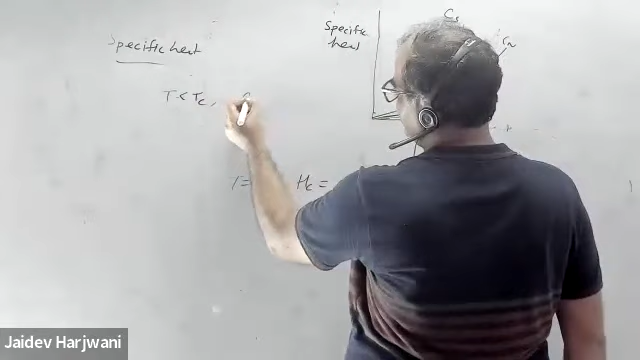 Specific heat
T < Tc,
T =
Hc =
Specific
heat
Cs
Cn
Jaidev Harjwani